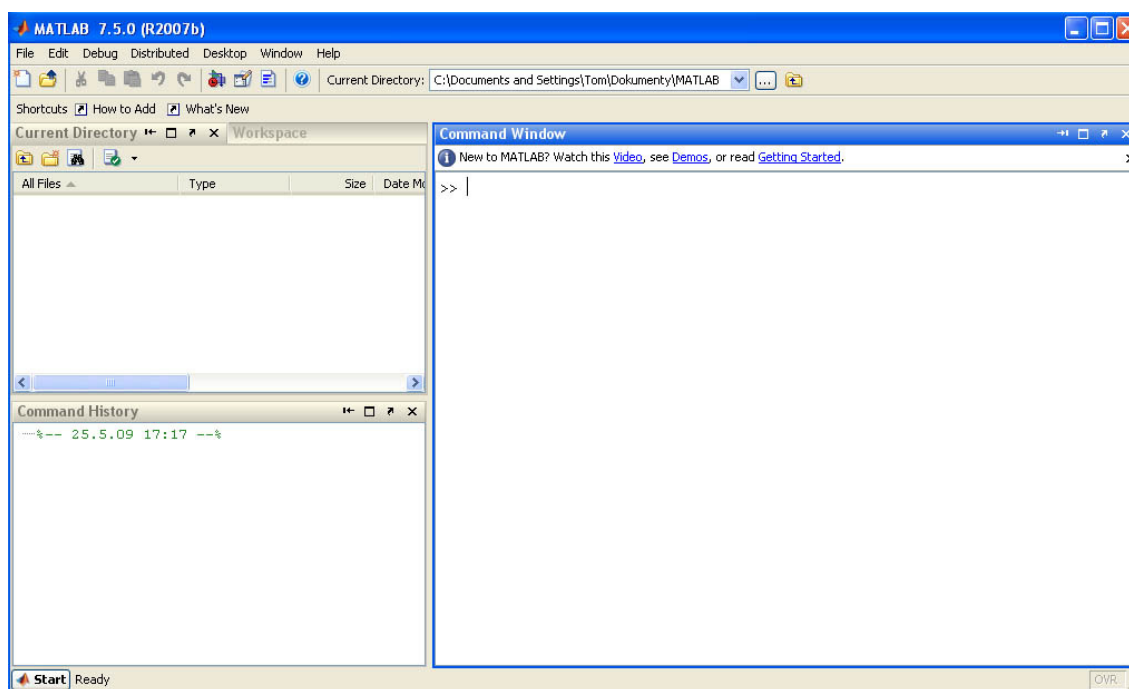 MATLAB 7.5.0 (R2007b)
File Edit Debug Distributed Desktop Window Help
Current Directory: C:\Documents and Settings\Tom\Dokumenty\MATLAB ...
Shortcuts How to Add What's New
Current Directory Workspace
All Files Type Size Date Mo
Command History
%-- 25.5.09 17:17 --%
Command Window
New to MATLAB? Watch this Video, see Demos, or read Getting Started.
>>
Start Ready
OVR